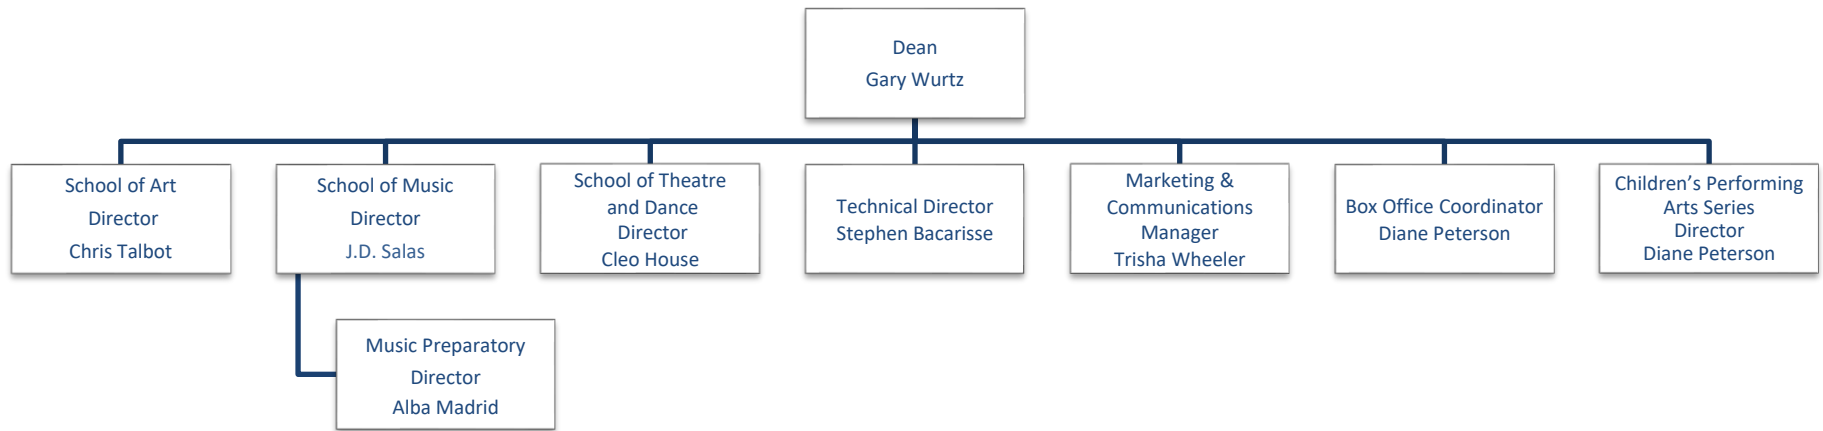 Dean
Gary Wurtz
School of Art
Director
Chris Talbot
School of Music
Director
J.D. Salas
School of Theatre
and Dance
Director
Cleo House
Technical Director
Stephen Bacarisse
Marketing &
Communications
Manager
Trisha Wheeler
Box Office Coordinator
Diane Peterson
Children’s Performing
Arts Series
Director
Diane Peterson
Music Preparatory
Director
Alba Madrid